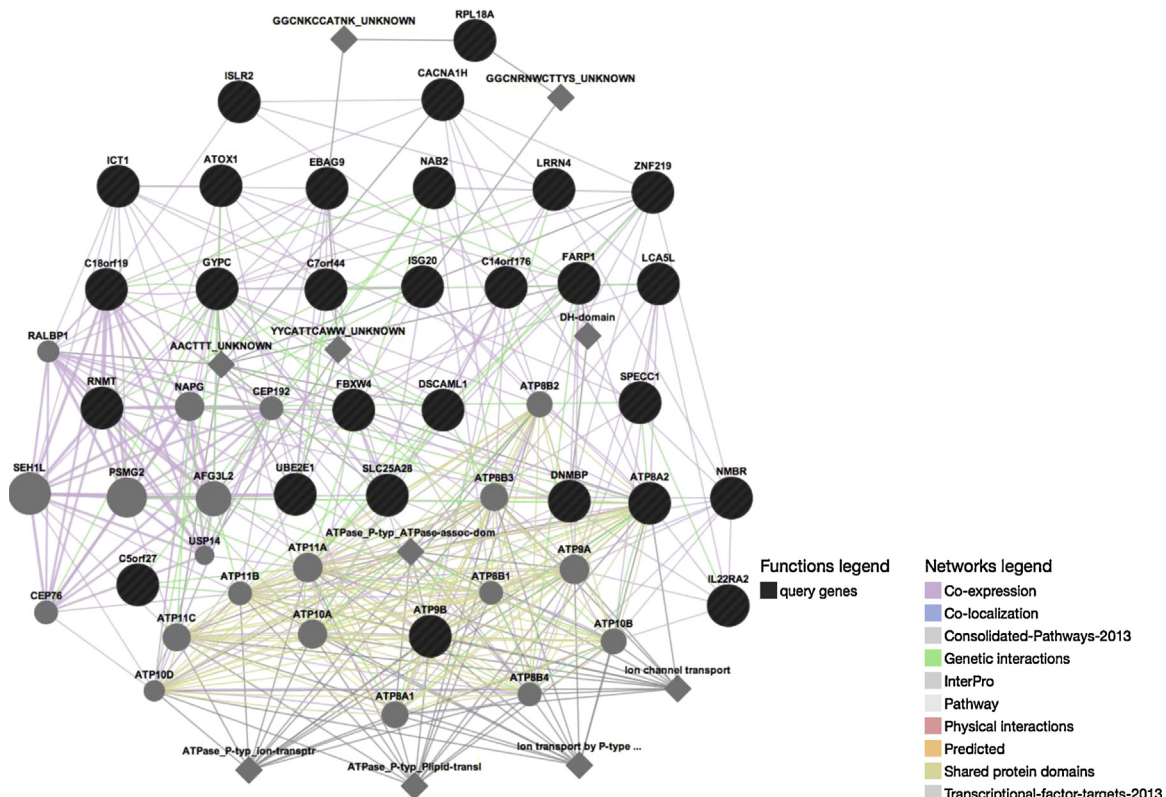 GGCNKCCATNK_UNKNOWN
RPL18A
ISLR2
CACNA1H
GGCNRNWCTTYS_UNKNOWN
ICT1
ATOX1
EBAG9
NAB2
LRRN4
ZNF219
C18orf19
GYPC
C7orf44
ISG20
C14orf176
FARP1
LCA5L
RALBP1
AACTTT_UNKNOWN
YYCATTCAWW_UNKNOWN
DH-domain
RNMT
NAPG
CEP192
FBXW4
DSCAML1
ATP8B2
SPECC1
SEH1L
PSMG2
AFG3L2
UBE2E1
SLC25A28
ATP8B3
DNMBP
ATP8A2
NMBR
USP14
ATPase_P-typ_ATPase-assoc-dom
C5orf27
ATP11A
ATP9A
ATP11B
ATP8B1
IL22RA2
CEP76
ATP11C
ATP10A
ATP9B
ATP10B
ATP10D
ATP8A1
ATP8B4
Ion channel transport
ATPase_P-typ_ion-transptr
ATPase_P-typ_Plipid-transl
Ion transport by P-type ...
Functions legend
query genes
Networks legend
Co-expression
Co-localization
Consolidated-Pathways-2013
Genetic interactions
InterPro
Pathway
Physical interactions
Predicted
Shared protein domains
Transcriptional-factor-targets-2013